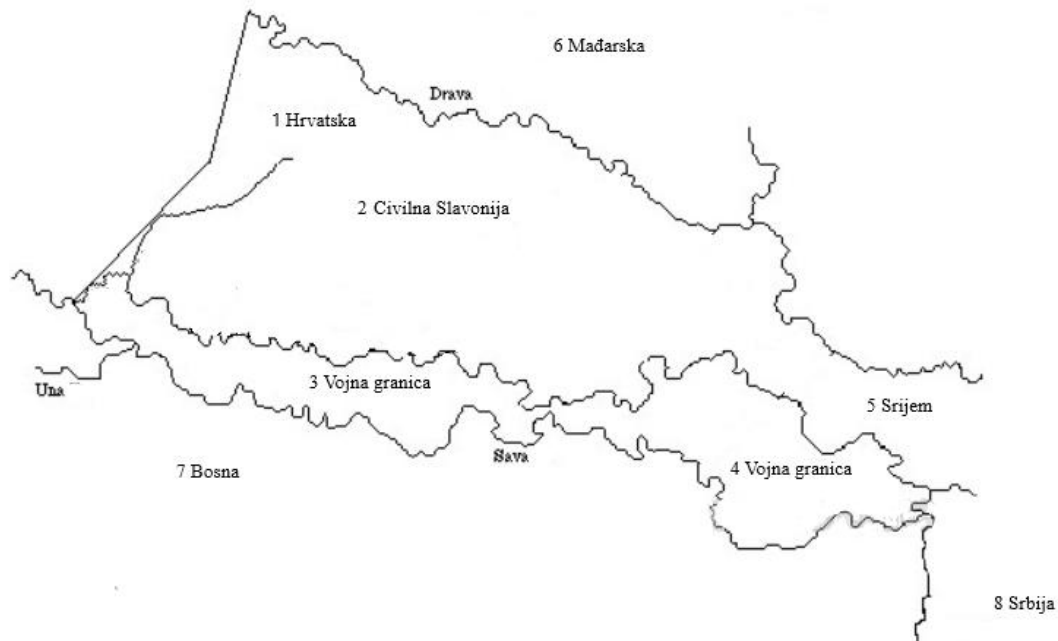 6 Mađarska
Drava
1 Hrvatska
2 Civilna Slavonija
3 Vojna granica
Una
5 Srijem
Sava
4 Vojna granica
7 Bosna
8 Srbija